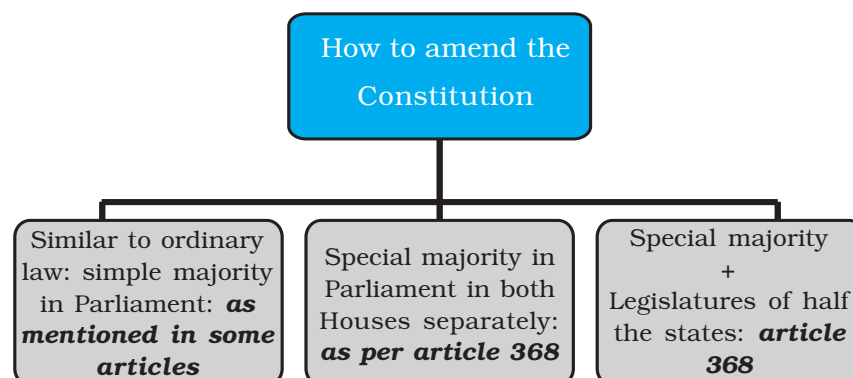 How to amend the
Constitution
Similar to ordinary
law: simple majority
in Parliament: as
mentioned in some
articles
Special majority in
Parliament in both
Houses separately:
as per article 368
Special majority
+
Legislatures of half
the states: article
368